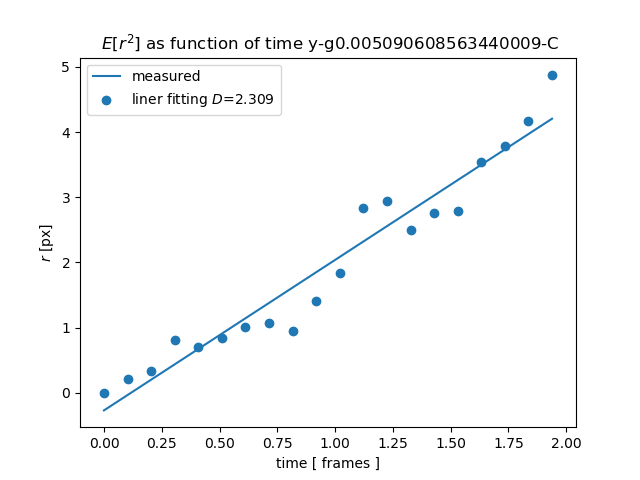 E[r²] as function of time y-g0.005090608563440009-C
measured
liner fitting D=2.309
5
4
3
2
1
0
r [px]
0.00 0.25 0.50 0.75 1.00 1.25 1.50 1.75 2.00
time [ frames ]